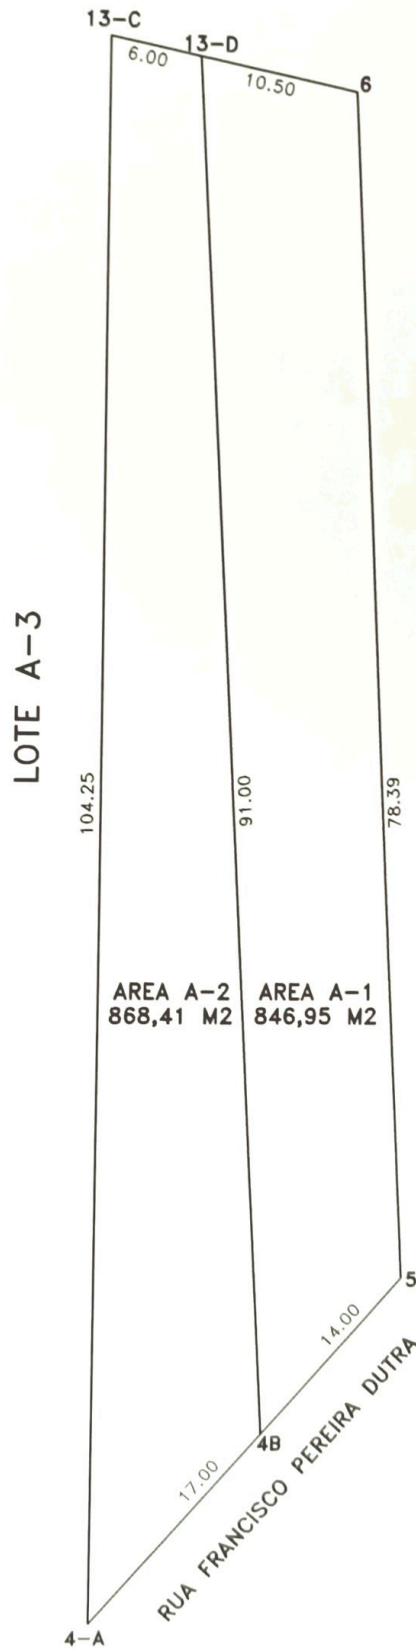 13-C
13-D
6.00
10.50
6
LOTE A-3
104.25
91.00
78.39
AREA A-2
868,41 M2
AREA A-1
846,95 M2
5
14.00
4B
17.00
RUA FRANCISCO PEREIRA DUTRA
4-A